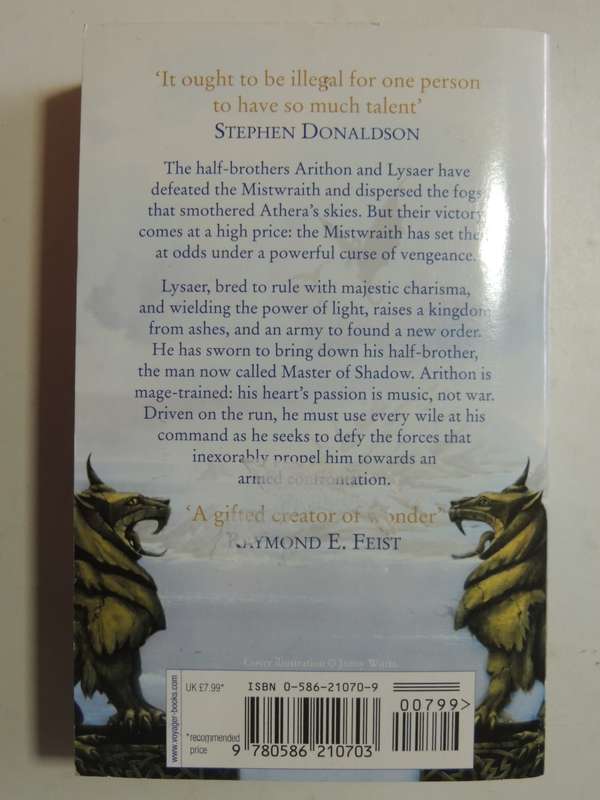 ‘It ought to be illegal for one person
to have so much talent’
STEPHEN DONALDSON
The half-brothers Arithon and Lysaer have
defeated the Mistwraith and dispersed the fogs
that smothered Athera's skies. But their victory
comes at a high price: the Mistwraith has set the
at odds under a powerful curse of vengeance.
Lysaer, bred to rule with majestic charisma,
and wielding the power of light, raises a kingdom
from ashes, and an army to found a new order.
He has sworn to bring down his half-brother,
the man now called Master of Shadow. Arithon is
mage-trained: his heart's passion is music, not war.
Driven on the run, he must use every wile at his
command as he seeks to defy the forces that
inexorably propel him towards an
armed confrontation.
‘A gifted creator of wonder’
RAYMOND E. FEIST
Cover illustration © Janny Wurts
www.voyager-books.com
UK £7.99*
*recommended
price
ISBN 0-586-21070-9
00799>
9 780586 210703